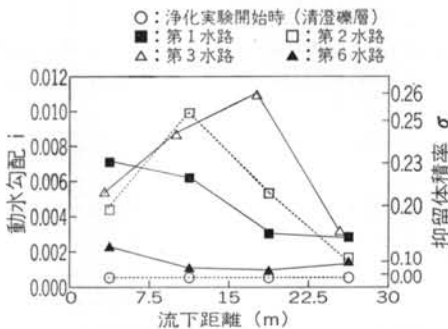 ○：浄化実験開始時（清澄礫層）
■：第1水路 □：第2水路
△：第3水路 ▲：第6水路
0.012
0.010
0.008
0.006
0.004
0.002
0.000
動水勾配 i
0.26
0.25
0.23
0.20
0.10
0.00
抑留体積率 σ
0 7.5 15 22.5 30
流下距離（m）